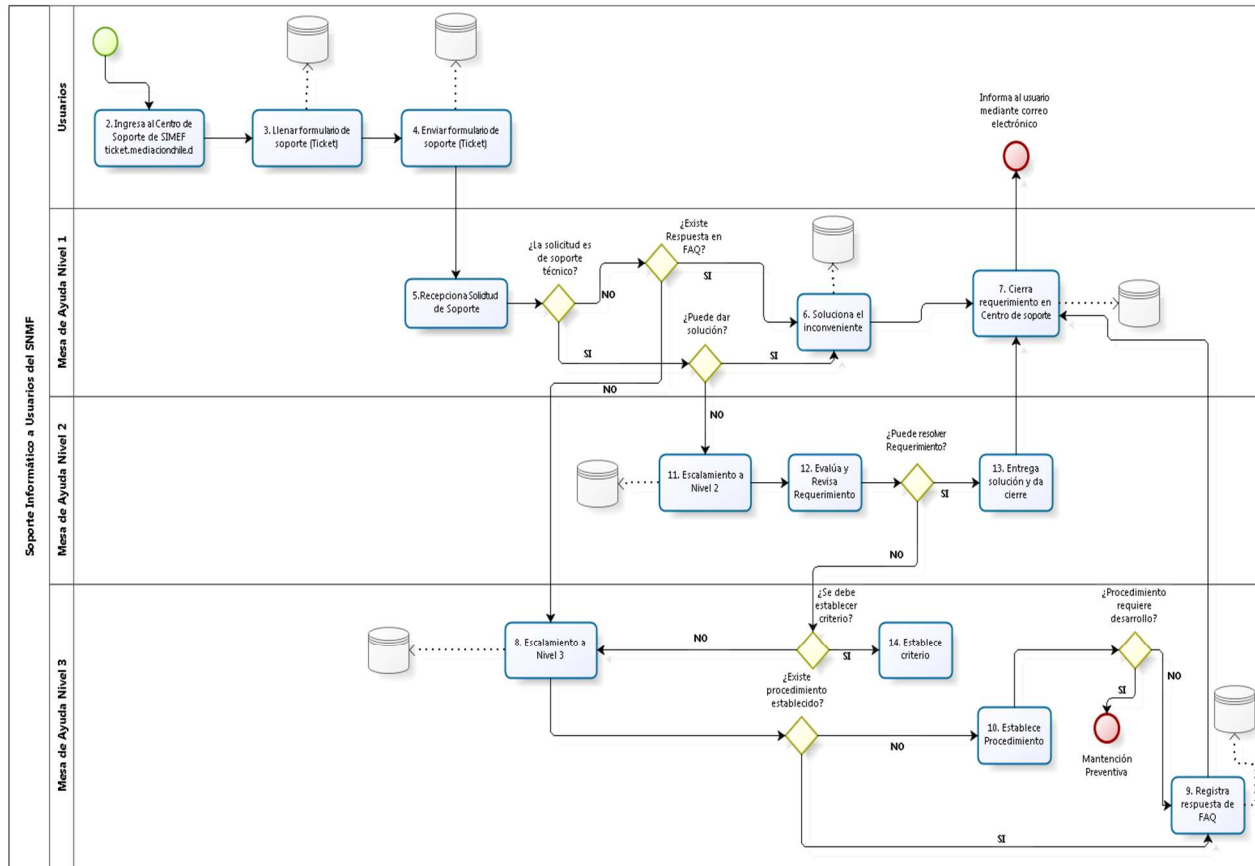 Soporte Informático a Usuarios del SNMF
Usuarios
2. Ingresa al Centro de
Soporte de SIMEF
ticket.mediacionchile.cl
3. Llenar formulario de
soporte (Ticket)
4. Enviar formulario de
soporte (Ticket)
Informa al usuario
mediante correo
electrónico
Mesa de Ayuda Nivel 1
5.Recepciona Solicitud
de Soporte
¿La solicitud es
de soporte
técnico?
NO
SI
¿Existe
Respuesta en
FAQ?
SI
NO
¿Puede dar
solución?
SI
NO
6. Soluciona el
inconveniente
7. Cierra
requerimiento en
Centro de soporte
Mesa de Ayuda Nivel 2
11. Escalamiento a
Nivel 2
12. Evalúa y
Revisa
Requerimiento
¿Puede resolver
Requerimiento?
SI
NO
13. Entrega
solución y da
cierre
Mesa de Ayuda Nivel 3
8. Escalamiento a
Nivel 3
¿Se debe
establecer
criterio?
NO
SI
14. Establece
criterio
¿Existe
procedimiento
establecido?
NO
SI
10. Establece
Procedimiento
¿Procedimiento
requiere
desarrollo?
SI
NO
Mantención
Preventiva
9. Registra
respuesta de
FAQ